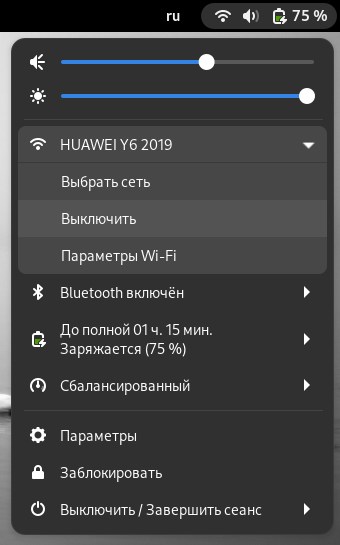 ru 75 %
HUAWEI Y6 2019
Выбрать сеть
Выключить
Параметры Wi-Fi
Bluetooth включён
До полной 01 ч. 15 мин.
Заряжается (75 %)
Сбалансированный
Параметры
Заблокировать
Выключить / Завершить сеанс